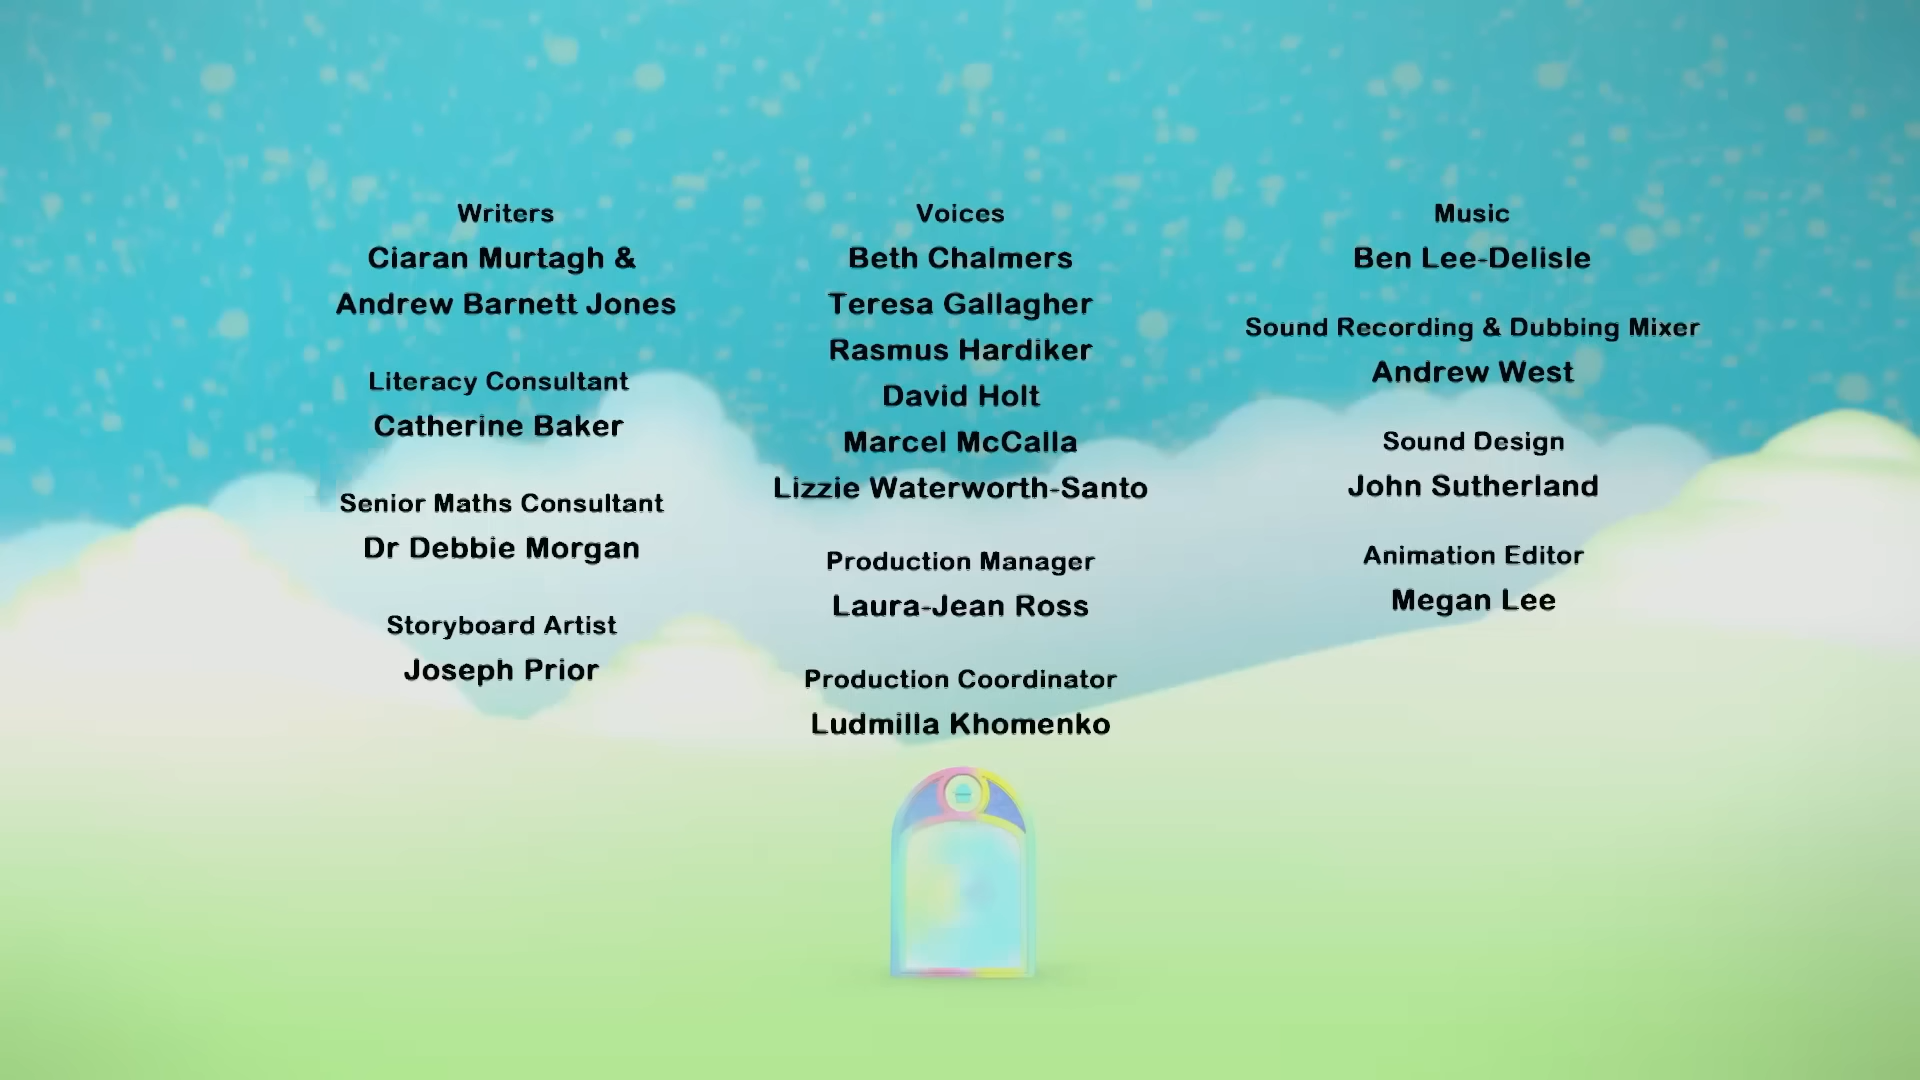 Writers
Ciaran Murtagh &
Andrew Barnett Jones
Literacy Consultant
Catherine Baker
Senior Maths Consultant
Dr Debbie Morgan
Storyboard Artist
Joseph Prior
Voices
Beth Chalmers
Teresa Gallagher
Rasmus Hardiker
David Holt
Marcel McCalla
Lizzie Waterworth-Santo
Production Manager
Laura-Jean Ross
Production Coordinator
Ludmilla Khomenko
Music
Ben Lee-Delisle
Sound Recording & Dubbing Mixer
Andrew West
Sound Design
John Sutherland
Animation Editor
Megan Lee